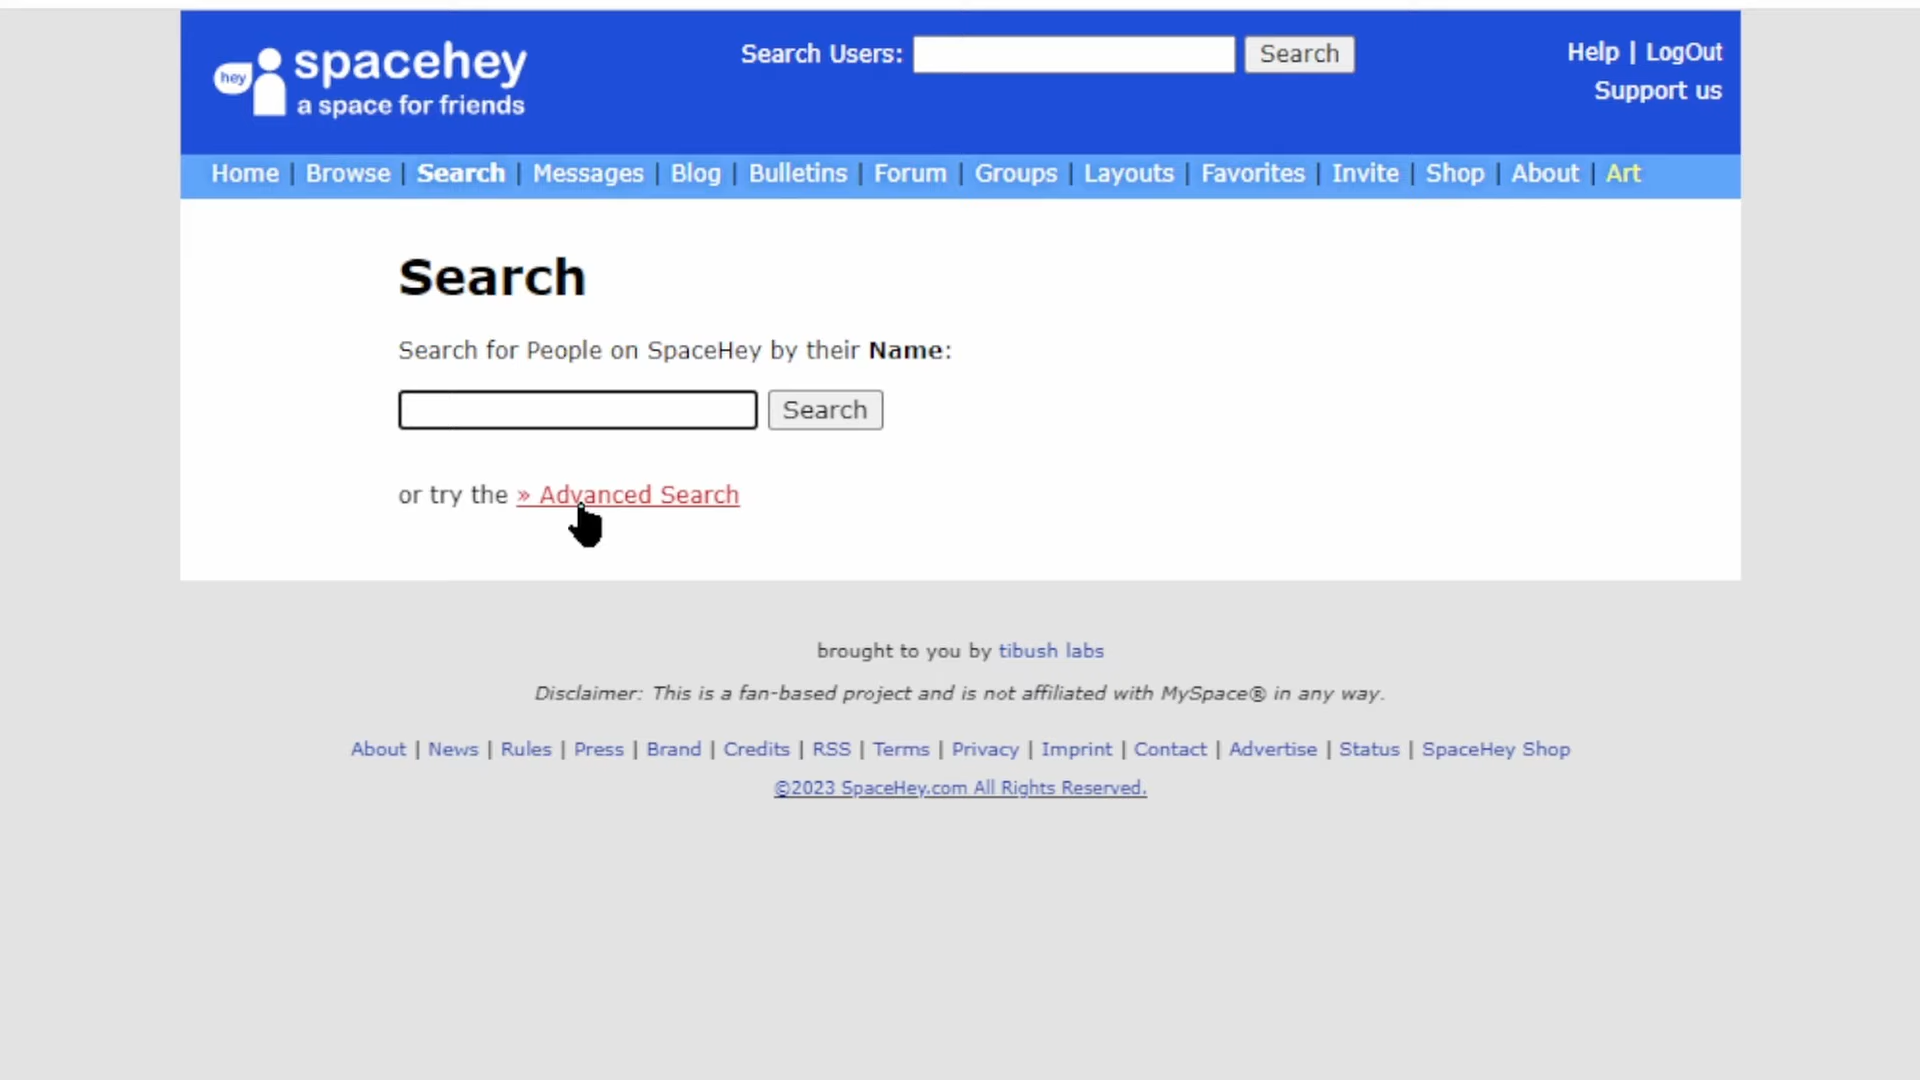 hey spacehey
a space for friends
Search Users: Search
Help | LogOut
Support us
Home | Browse | Search | Messages | Blog | Bulletins | Forum | Groups | Layouts | Favorites | Invite | Shop | About | Art
Search
Search for People on SpaceHey by their Name:
Search
or try the » Advanced Search
brought to you by tibush labs
Disclaimer: This is a fan-based project and is not affiliated with MySpace® in any way.
About | News | Rules | Press | Brand | Credits | RSS | Terms | Privacy | Imprint | Contact | Advertise | Status | SpaceHey Shop
©2023 SpaceHey.com All Rights Reserved.